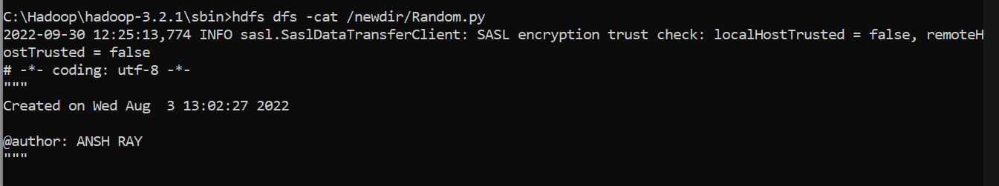 C:\Hadoop\hadoop-3.2.1\sbin>hdfs dfs -cat /newdir/Random.py
2022-09-30 12:25:13,774 INFO sasl.SaslDataTransferClient: SASL encryption trust check: localHostTrusted = false, remoteH
ostTrusted = false
# -*- coding: utf-8 -*-
"""
Created on Wed Aug  3 13:02:27 2022

@author: ANSH RAY
"""